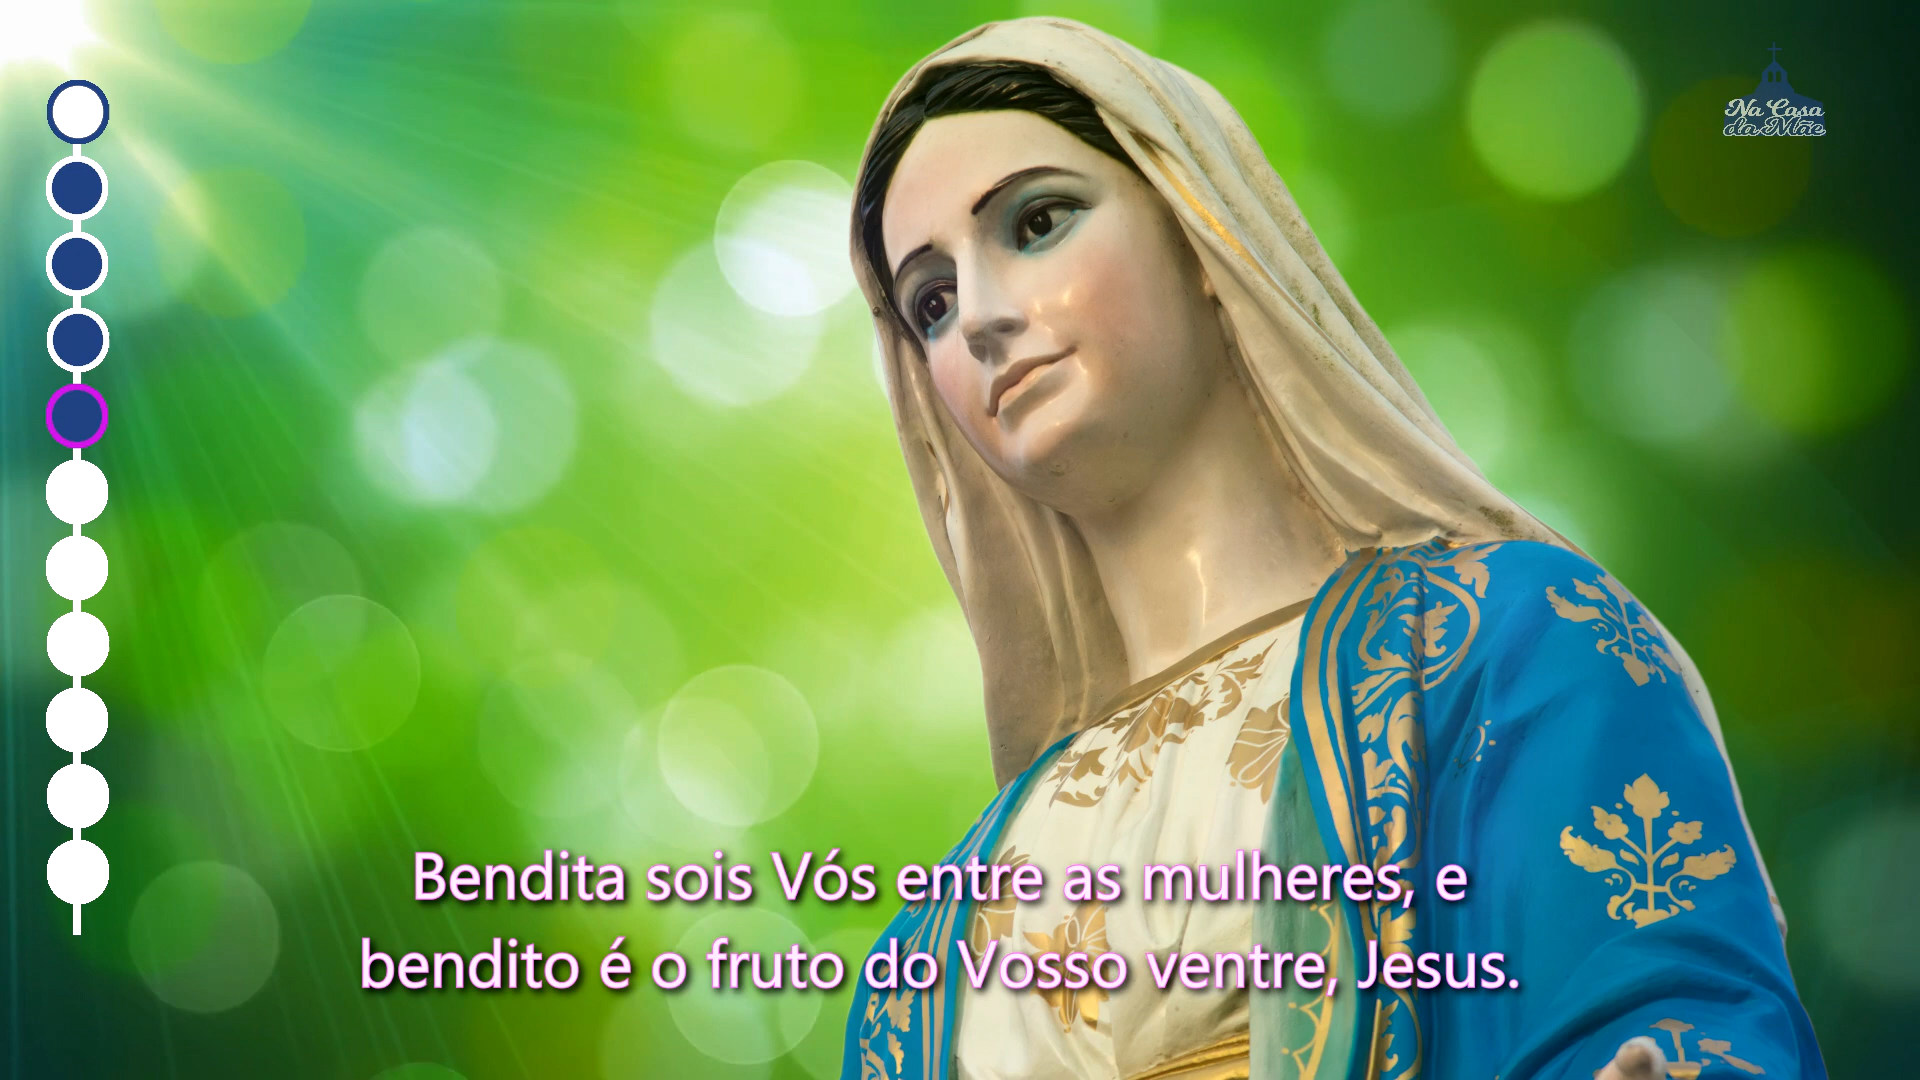 Na Casa
da Mãe
Bendita sois Vós entre as mulheres, e
bendito é o fruto do Vosso ventre, Jesus.